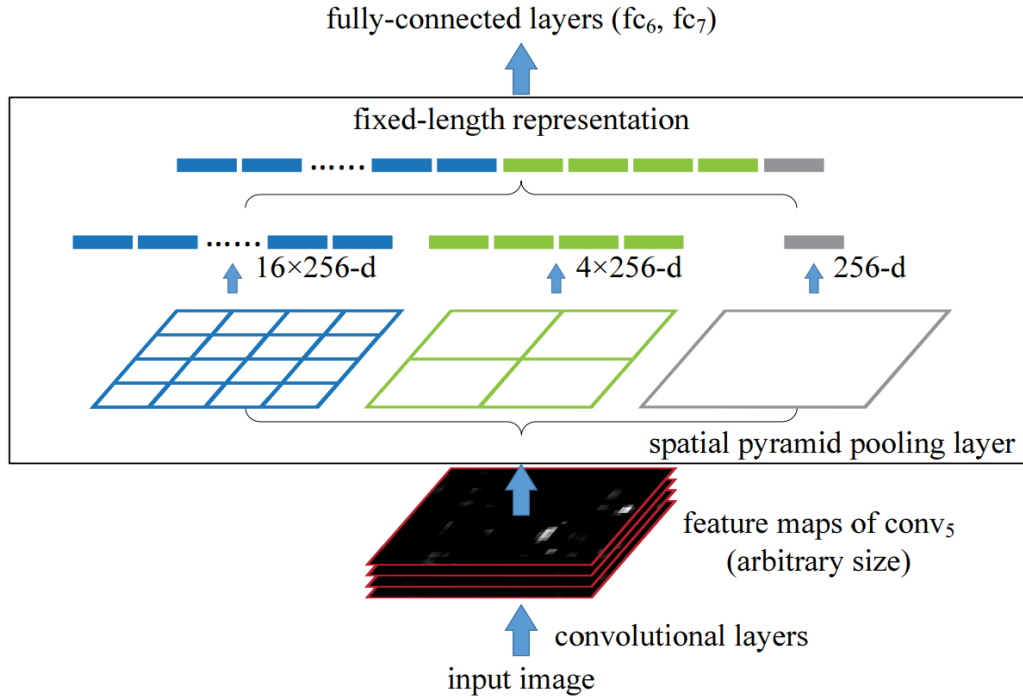 fully-connected layers (fc6, fc7)
fixed-length representation
......
......
16×256-d
4×256-d
256-d
spatial pyramid pooling layer
feature maps of conv5
(arbitrary size)
convolutional layers
input image